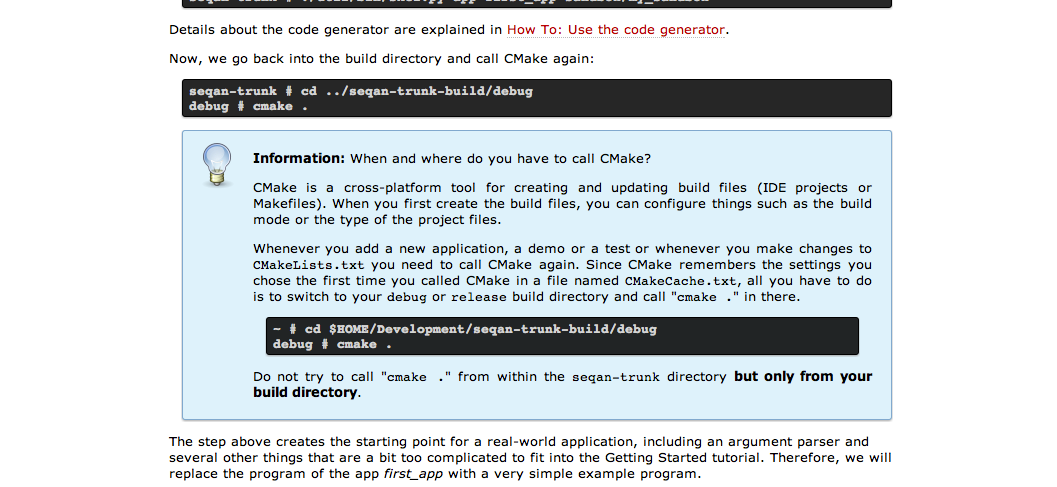 Details about the code generator are explained in How To: Use the code generator.
Now, we go back into the build directory and call CMake again:
seqan-trunk # cd ../seqan-trunk-build/debug
debug # cmake .
Information: When and where do you have to call CMake?
CMake is a cross-platform tool for creating and updating build files (IDE projects or
Makefiles). When you first create the build files, you can configure things such as the build
mode or the type of the project files.
Whenever you add a new application, a demo or a test or whenever you make changes to
CMakeLists.txt you need to call CMake again. Since CMake remembers the settings you
chose the first time you called CMake in a file named CMakeCache.txt, all you have to do
is to switch to your debug or release build directory and call "cmake ." in there.
~ # cd $HOME/Development/seqan-trunk-build/debug
debug # cmake .
Do not try to call "cmake ." from within the seqan-trunk directory but only from your
build directory.
The step above creates the starting point for a real-world application, including an argument parser and
several other things that are a bit too complicated to fit into the Getting Started tutorial. Therefore, we will
replace the program of the app first_app with a very simple example program.